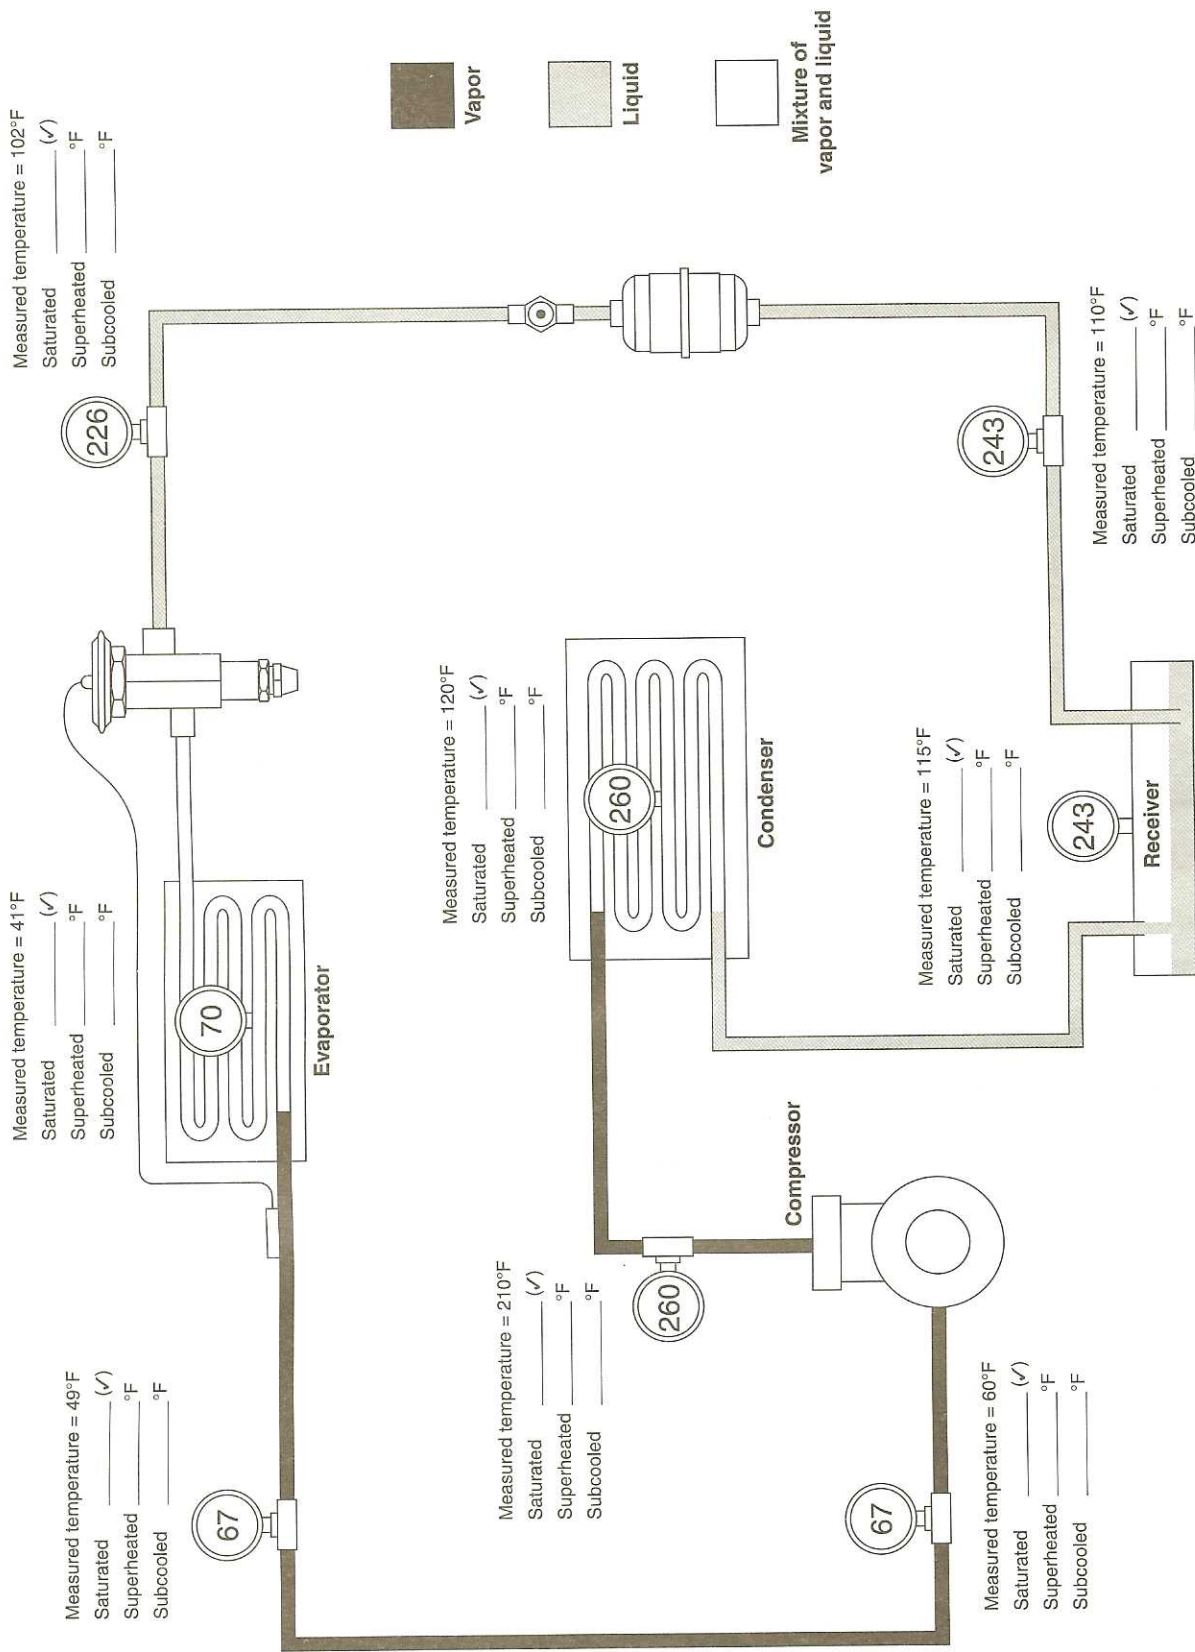 Measured temperature = 49°F
Saturated (✓)
Superheated °F
Subcooled °F
67
Measured temperature = 41°F
Saturated (✓)
Superheated °F
Subcooled °F
70
Evaporator
Measured temperature = 102°F
Saturated (✓)
Superheated °F
Subcooled °F
226
Vapor
Liquid
Mixture of
vapor and liquid
Measured temperature = 210°F
Saturated (✓)
Superheated °F
Subcooled °F
260
Compressor
Measured temperature = 120°F
Saturated (✓)
Superheated °F
Subcooled °F
260
Condenser
Measured temperature = 60°F
Saturated (✓)
Superheated °F
Subcooled °F
67
Measured temperature = 115°F
Saturated (✓)
Superheated °F
Subcooled °F
243
Receiver
Measured temperature = 110°F
Saturated (✓)
Superheated °F
Subcooled °F
243